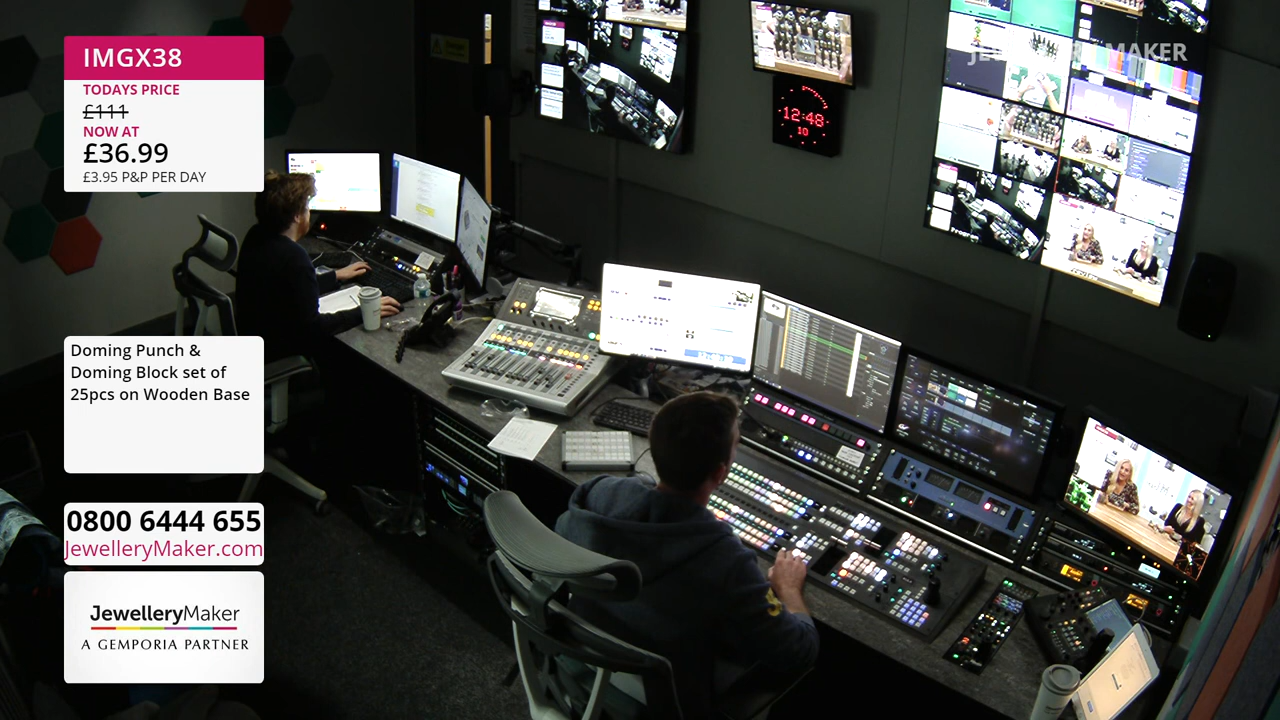 IMGX38
TODAYS PRICE
£111
NOW AT
£36.99
£3.95 P&P PER DAY
Doming Punch &
Doming Block set of
25pcs on Wooden Base
0800 6444 655
JewelleryMaker.com
JewelleryMaker
A GEMPORIA PARTNER
JEWELLERYMAKER
12:48
10